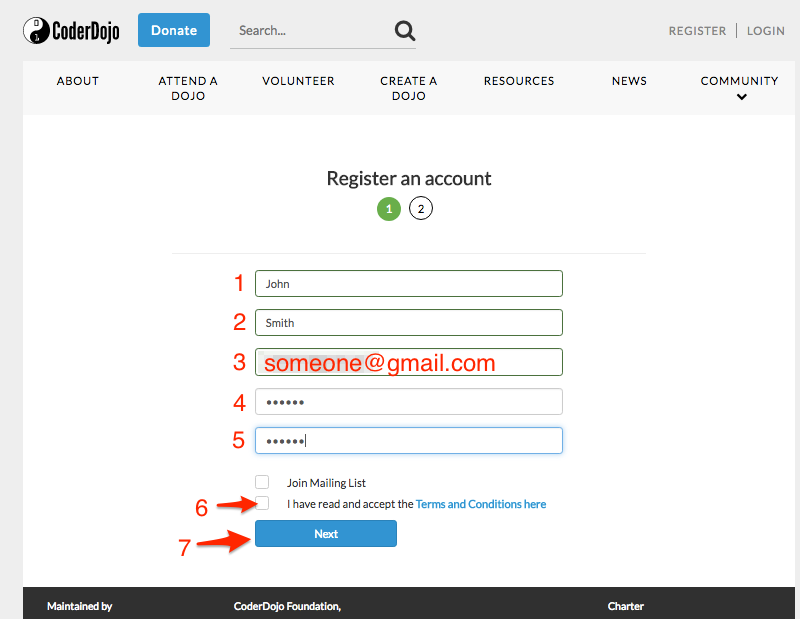 CoderDojo Donate Search... REGISTER LOGIN
ABOUT ATTEND A DOJO VOLUNTEER CREATE A DOJO RESOURCES NEWS COMMUNITY
Register an account
1 2
1 John
2 Smith
3 someone@gmail.com
4 ••••••
5 ••••••
Join Mailing List
6 I have read and accept the Terms and Conditions here
7 Next
Maintained by CoderDojo Foundation, Charter